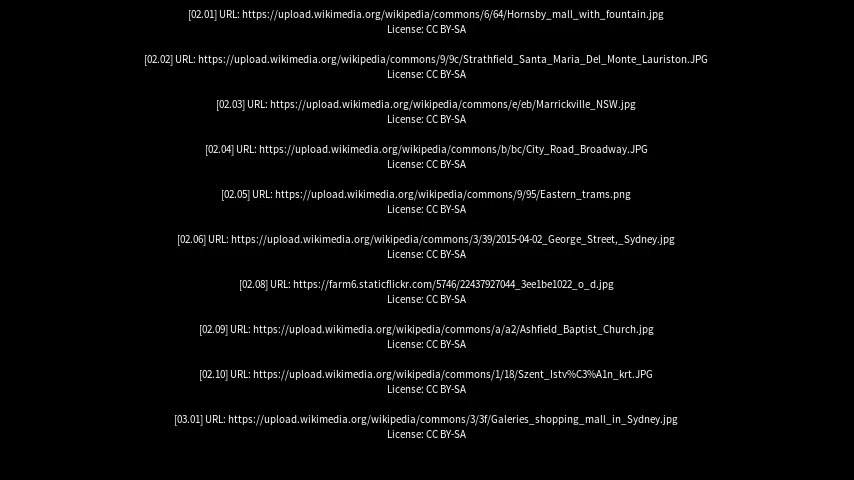 [02.01] URL: https://upload.wikimedia.org/wikipedia/commons/6/64/Hornsby_mall_with_fountain.jpg
License: CC BY-SA
[02.02] URL: https://upload.wikimedia.org/wikipedia/commons/9/9c/Strathfield_Santa_Maria_Del_Monte_Lauriston.JPG
License: CC BY-SA
[02.03] URL: https://upload.wikimedia.org/wikipedia/commons/e/eb/Marrickville_NSW.jpg
License: CC BY-SA
[02.04] URL: https://upload.wikimedia.org/wikipedia/commons/b/bc/City_Road_Broadway.JPG
License: CC BY-SA
[02.05] URL: https://upload.wikimedia.org/wikipedia/commons/9/95/Eastern_trams.png
License: CC BY-SA
[02.06] URL: https://upload.wikimedia.org/wikipedia/commons/3/39/2015-04-02_George_Street,_Sydney.jpg
License: CC BY-SA
[02.08] URL: https://farm6.staticflickr.com/5746/22437927044_3ee1be1022_o_d.jpg
License: CC BY-SA
[02.09] URL: https://upload.wikimedia.org/wikipedia/commons/a/a2/Ashfield_Baptist_Church.jpg
License: CC BY-SA
[02.10] URL: https://upload.wikimedia.org/wikipedia/commons/1/18/Szent_Istv%C3%A1n_krt.JPG
License: CC BY-SA
[03.01] URL: https://upload.wikimedia.org/wikipedia/commons/3/3f/Galeries_shopping_mall_in_Sydney.jpg
License: CC BY-SA